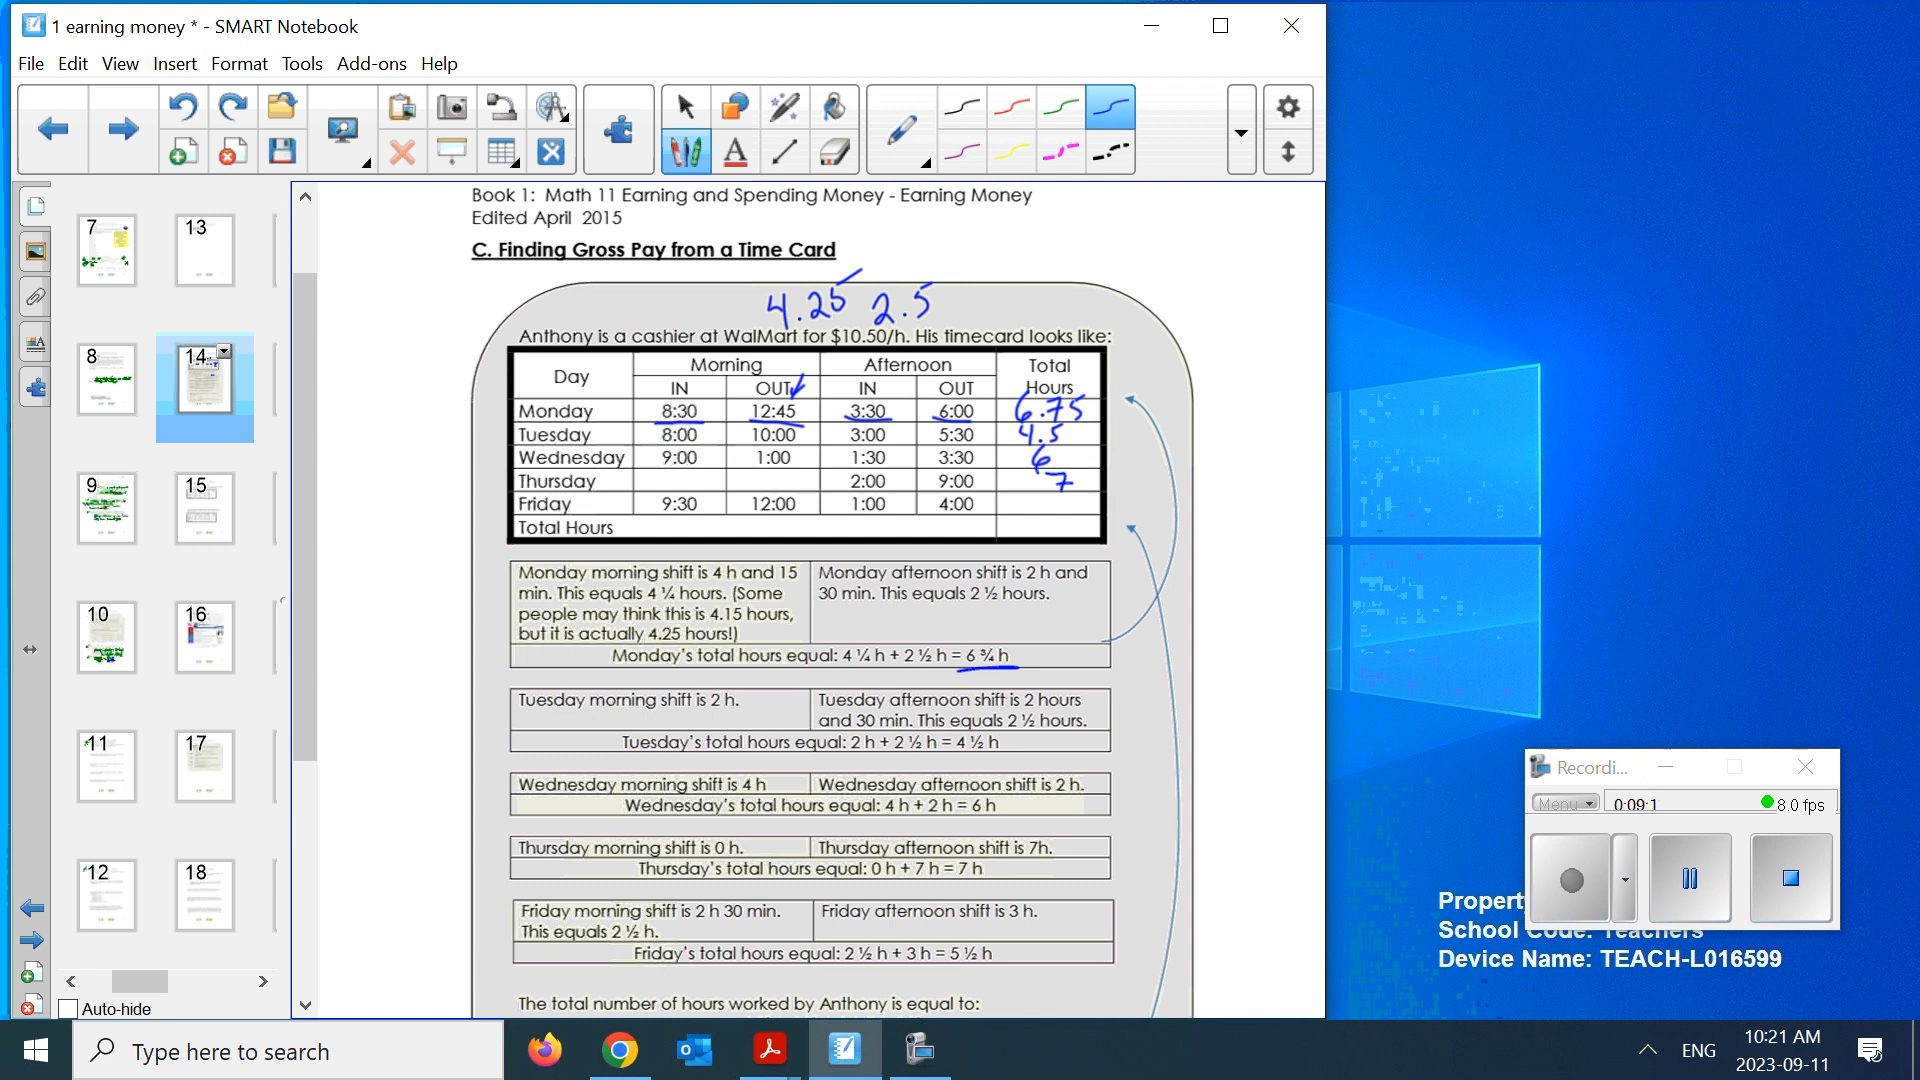 1 earning money * - SMART Notebook
File Edit View Insert Format Tools Add-ons Help
7
13
8
14
9
15
10
16
11
17
12
18
Auto-hide
Book 1: Math 11 Earning and Spending Money - Earning Money
Edited April 2015
C. Finding Gross Pay from a Time Card
4.25 2.5
Anthony is a cashier at WalMart for $10.50/h. His timecard looks like:
Day Morning Afternoon Total Hours
IN OUT IN OUT
Monday 8:30 12:45 3:30 6:00 6.75
Tuesday 8:00 10:00 3:00 5:30 4.5
Wednesday 9:00 1:00 1:30 3:30 6
Thursday 2:00 9:00 7
Friday 9:30 12:00 1:00 4:00
Total Hours
Monday morning shift is 4 h and 15
min. This equals 4 ¼ hours. (Some
people may think this is 4.15 hours,
but it is actually 4.25 hours!)
Monday afternoon shift is 2 h and
30 min. This equals 2 ½ hours.
Monday's total hours equal: 4 ¼ h + 2 ½ h = 6 ¾ h
Tuesday morning shift is 2 h.
Tuesday afternoon shift is 2 hours
and 30 min. This equals 2 ½ hours.
Tuesday's total hours equal: 2 h + 2 ½ h = 4 ½ h
Wednesday morning shift is 4 h
Wednesday afternoon shift is 2 h.
Wednesday's total hours equal: 4 h + 2 h = 6 h
Thursday morning shift is 0 h.
Thursday afternoon shift is 7h.
Thursday's total hours equal: 0 h + 7 h = 7 h
Friday morning shift is 2 h 30 min.
This equals 2 ½ h.
Friday afternoon shift is 3 h.
Friday's total hours equal: 2 ½ h + 3 h = 5 ½ h
The total number of hours worked by Anthony is equal to:
Recordi...
Menu 0:09:1 8.0 fps
Propert
School Code: Teachers
Device Name: TEACH-L016599
Type here to search
ENG
10:21 AM
2023-09-11